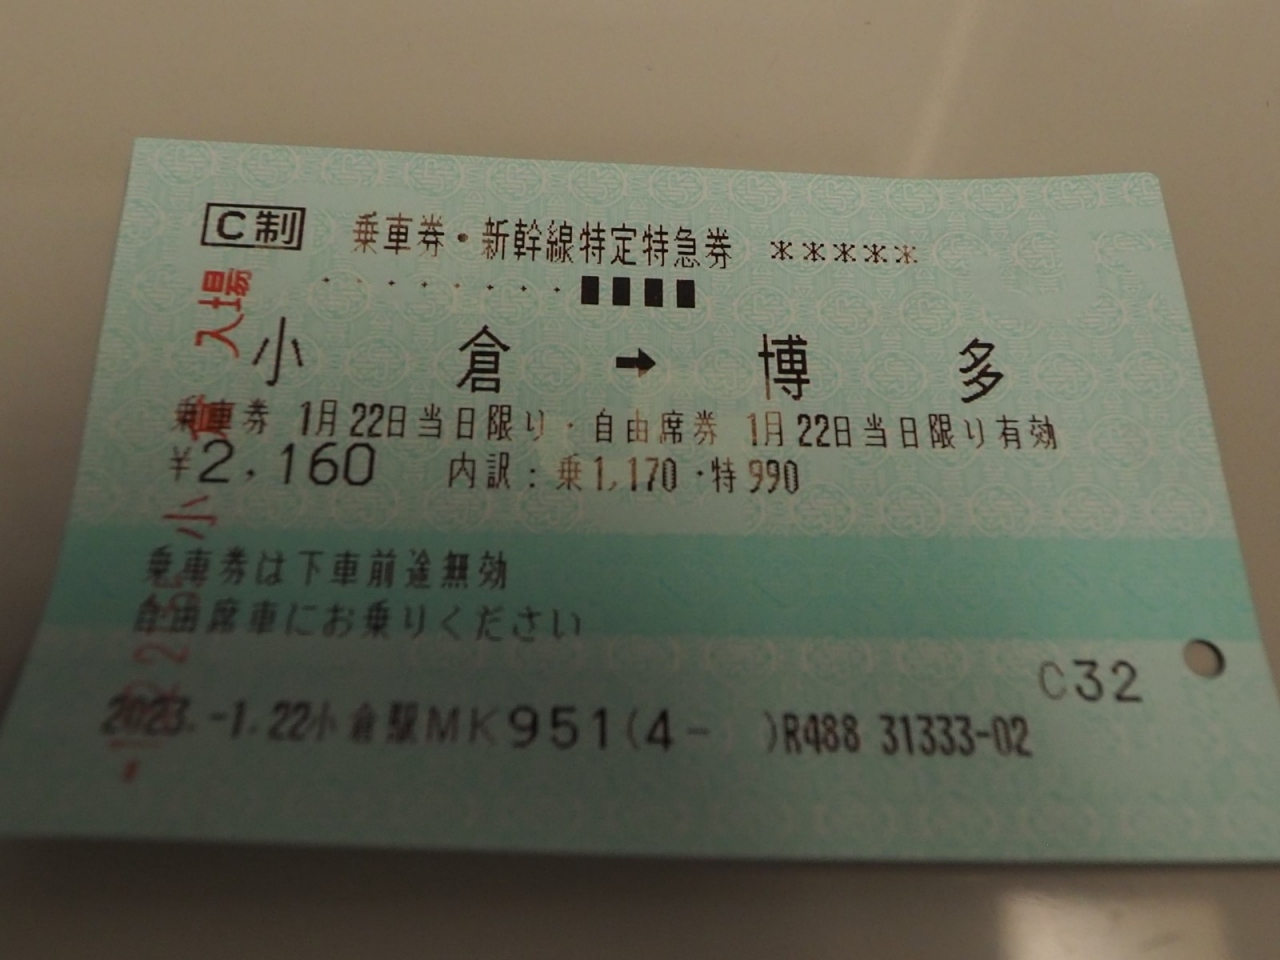 C制 乗車券・新幹線特定特急券 *****
小倉→博多
乗車券 1月22日当日限り・自由席券 1月22日当日限り有効
¥2,160 内訳:乗1,170・特990
乗車券は下車前途無効
自由席車にお乗りください
C32
2023.-1.22小倉駅MK951(4- )R488 31333-02
小倉 入場